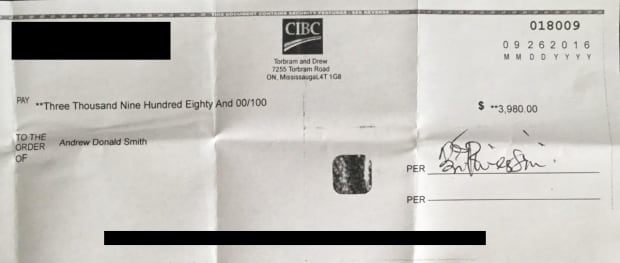 THIS DOCUMENT CONTAINS SECURITY FEATURES - SEE REVERSE
CIBC
018009
Torbram and Drew
7255 Torbram Road
ON, MississaugaL4T 1G8
0 9 2 6 2 0 1 6
M M D D Y Y Y Y
PAY **Three Thousand Nine Hundred Eighty And 00/100
$ **3,980.00
TO THE
ORDER
OF
Andrew Donald Smith
PER
PER